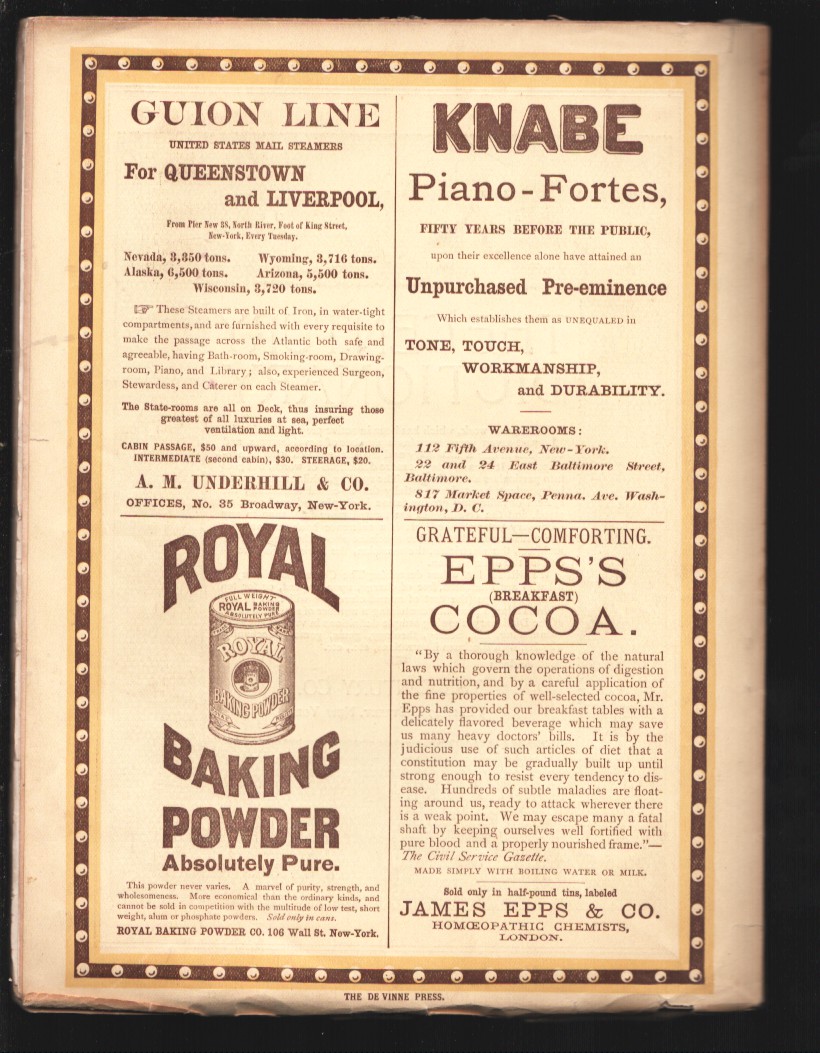 GUION LINE
UNITED STATES MAIL STEAMERS
For QUEENSTOWN
and LIVERPOOL,
From Pier New 38, North River, Foot of King Street,
New-York, Every Tuesday.
Nevada, 3,350 tons. Wyoming, 3,716 tons.
Alaska, 6,500 tons. Arizona, 5,500 tons.
Wisconsin, 3,720 tons.
☞ These Steamers are built of Iron, in water-tight
compartments, and are furnished with every requisite to
make the passage across the Atlantic both safe and
agreeable, having Bath-room, Smoking-room, Drawing-
room, Piano, and Library; also, experienced Surgeon,
Stewardess, and Caterer on each Steamer.
The State-rooms are all on Deck, thus insuring those
greatest of all luxuries at sea, perfect
ventilation and light.
CABIN PASSAGE, $50 and upward, according to location.
INTERMEDIATE (second cabin), $30. STEERAGE, $20.
A. M. UNDERHILL & CO.
OFFICES, No. 35 Broadway, New-York.
ROYAL
FULL WEIGHT
ROYAL BAKING
POWDER
ABSOLUTELY PURE
ROYAL
BAKING POWDER
BAKING
POWDER
Absolutely Pure.
This powder never varies. A marvel of purity, strength, and
wholesomeness. More economical than the ordinary kinds, and
cannot be sold in competition with the multitude of low test, short
weight, alum or phosphate powders. Sold only in cans.
ROYAL BAKING POWDER CO. 106 Wall St. New-York.
KNABE
Piano-Fortes,
FIFTY YEARS BEFORE THE PUBLIC,
upon their excellence alone have attained an
Unpurchased Pre-eminence
Which establishes them as UNEQUALED in
TONE, TOUCH,
WORKMANSHIP,
and DURABILITY.
WAREROOMS:
112 Fifth Avenue, New-York.
22 and 24 East Baltimore Street,
Baltimore.
817 Market Space, Penna. Ave. Wash-
ington, D. C.
GRATEFUL—COMFORTING.
EPPS'S
(BREAKFAST)
COCOA.
"By a thorough knowledge of the natural
laws which govern the operations of digestion
and nutrition, and by a careful application of
the fine properties of well-selected cocoa, Mr.
Epps has provided our breakfast tables with a
delicately flavored beverage which may save
us many heavy doctors' bills. It is by the
judicious use of such articles of diet that a
constitution may be gradually built up until
strong enough to resist every tendency to dis-
ease. Hundreds of subtle maladies are float-
ing around us, ready to attack wherever there
is a weak point. We may escape many a fatal
shaft by keeping ourselves well fortified with
pure blood and a properly nourished frame."—
The Civil Service Gazette.
MADE SIMPLY WITH BOILING WATER OR MILK.
Sold only in half-pound tins, labeled
JAMES EPPS & CO.
HOMŒOPATHIC CHEMISTS,
LONDON.
THE DE VINNE PRESS.